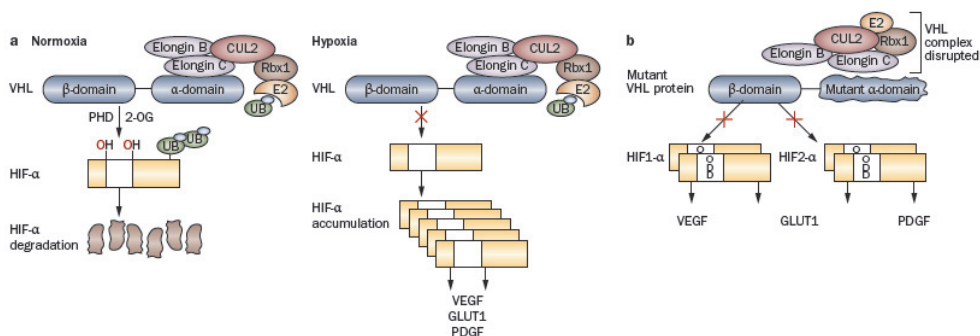 a Normoxia
Elongin B
CUL2
Elongin C
Rbx1
E2
UB
VHL
β-domain
α-domain
PHD
2-OG
OH
OH
UB
UB
HIF-α
HIF-α
degradation
Hypoxia
Elongin B
CUL2
Elongin C
Rbx1
E2
UB
VHL
β-domain
α-domain
HIF-α
HIF-α
accumulation
VEGF
GLUT1
PDGF
b
E2
CUL2
Rbx1
Elongin B
Elongin C
VHL
complex
disrupted
Mutant
VHL protein
β-domain
Mutant α-domain
HIF1-α
O
O
D
D
HIF2-α
O
O
D
D
VEGF
GLUT1
PDGF